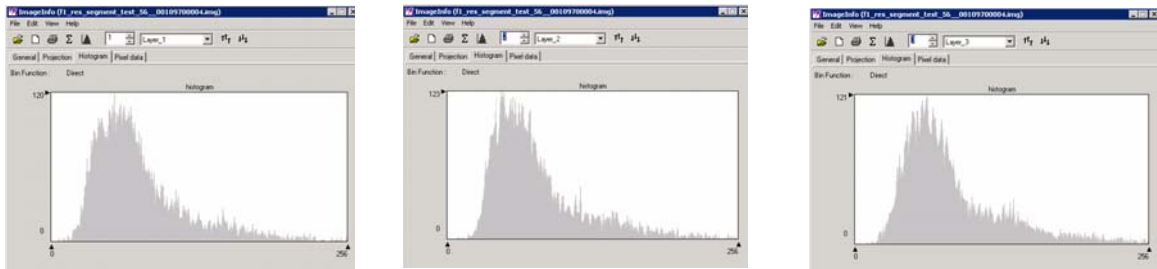 ImageInfo (f1_res_segment_test_56__00109700004.img)
File Edit View Help
1 Layer_1
General Projection Histogram Pixel data
Bin Function : Direct
histogram
120
0
0 256
ImageInfo (f1_res_segment_test_56__00109700004.img)
File Edit View Help
Layer_2
General Projection Histogram Pixel data
Bin Function : Direct
histogram
123
0
0 256
ImageInfo (f1_res_segment_test_56__00109700004.img)
File Edit View Help
Layer_3
General Projection Histogram Pixel data
Bin Function : Direct
histogram
121
0
0 256